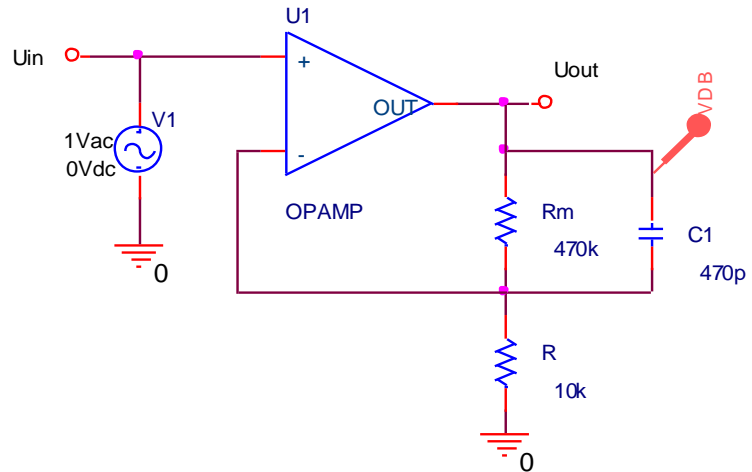 U1
Uin
+
V1
1Vac
0Vdc
OUT
-
OPAMP
0
Uout
VDB
Rm
470k
C1
470p
R
10k
0